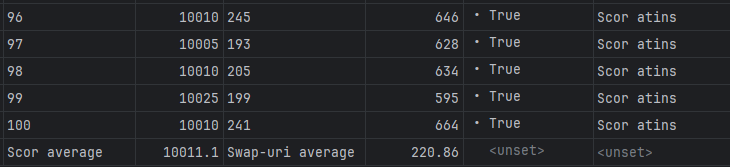 96 10010 245 646 • True Scor atins
97 10005 193 628 • True Scor atins
98 10010 205 634 • True Scor atins
99 10025 199 595 • True Scor atins
100 10010 241 664 • True Scor atins
Scor average 10011.1 Swap-uri average 220.86 <unset> <unset>